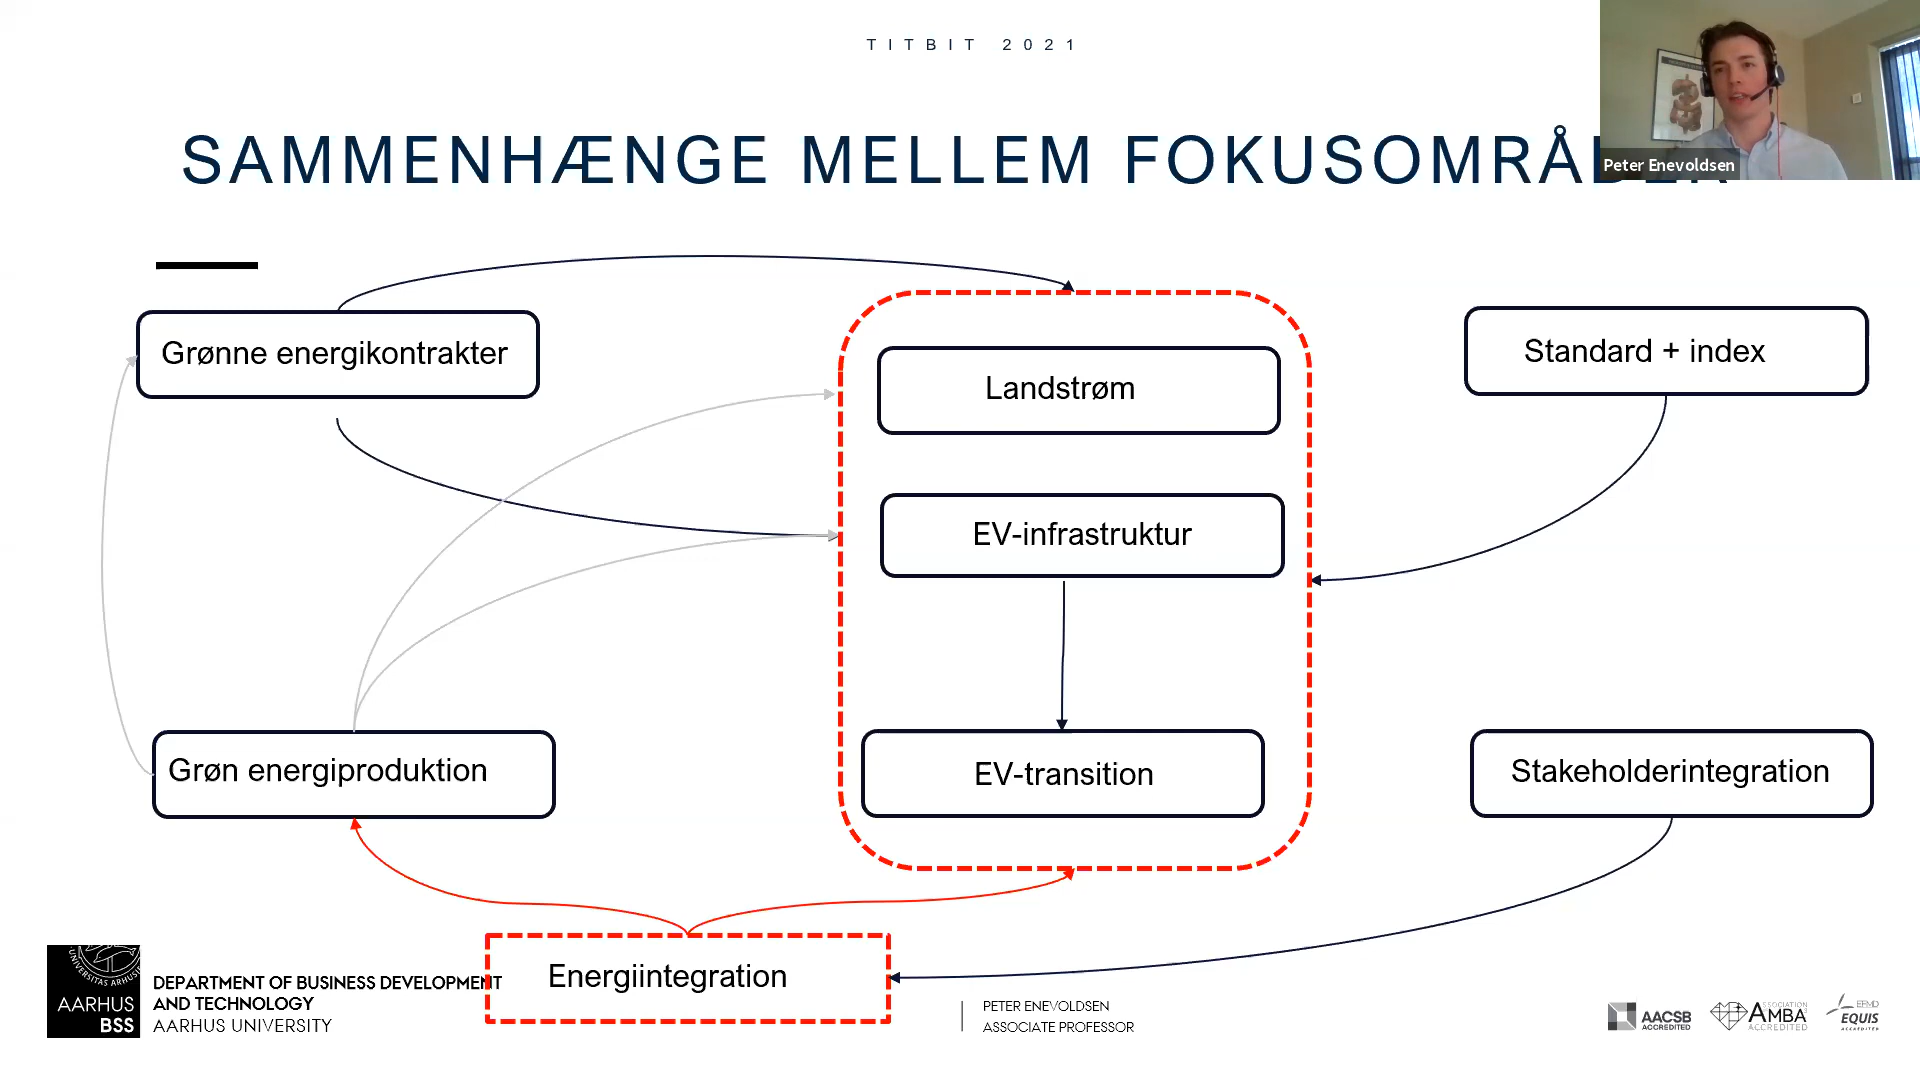 TITBIT 2021
SAMMENHÆNGE MELLEM FOKUSOMRÅDER
Peter Enevoldsen
Grønne energikontrakter
Landstrøm
Standard + index
EV-infrastruktur
Grøn energiproduktion
EV-transition
Stakeholderintegration
Energiintegration
AARHUS
BSS
DEPARTMENT OF BUSINESS DEVELOPMENT
AND TECHNOLOGY
AARHUS UNIVERSITY
PETER ENEVOLDSEN
ASSOCIATE PROFESSOR
AACSB
ACCREDITED
ASSOCIATION
AMBA
ACCREDITED
EFMD
EQUIS
ACCREDITED